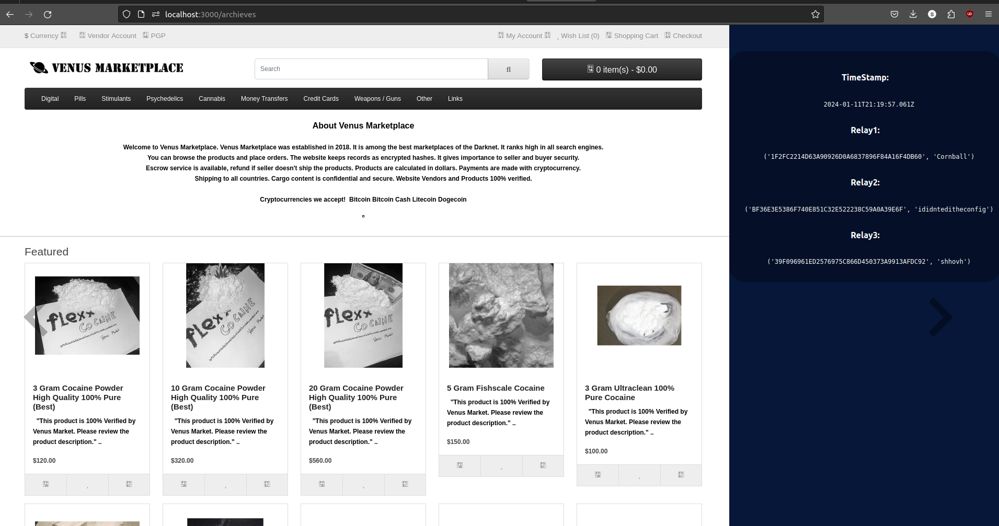 localhost:3000/archieves
$ Currency
Vendor Account
PGP
My Account
Wish List (0)
Shopping Cart
Checkout
VENUS MARKETPLACE
Search
0 item(s) - $0.00
Digital
Pills
Stimulants
Psychedelics
Cannabis
Money Transfers
Credit Cards
Weapons / Guns
Other
Links
About Venus Marketplace
Welcome to Venus Marketplace. Venus Marketplace was established in 2018. It is among the best marketplaces of the Darknet. It ranks high in all search engines.
You can browse the products and place orders. The website keeps records as encrypted hashes. It gives importance to seller and buyer security.
Escrow service is available, refund if seller doesn't ship the products. Products are calculated in dollars. Payments are made with cryptocurrency.
Shipping to all countries. Cargo content is confidential and secure. Website Vendors and Products 100% verified.
Cryptocurrencies we accept!  Bitcoin Bitcoin Cash Litecoin Dogecoin
Featured
flexx
COCAINE
Venus Market
3 Gram Cocaine Powder
High Quality 100% Pure
(Best)
"This product is 100% Verified by
Venus Market. Please review the
product description." ..
$120.00
flexx
COCAINE
Venus Market
10 Gram Cocaine Powder
High Quality 100% Pure
(Best)
"This product is 100% Verified by
Venus Market. Please review the
product description." ..
$320.00
flexx
COCAINE
Venus Market
20 Gram Cocaine Powder
High Quality 100% Pure
(Best)
"This product is 100% Verified by
Venus Market. Please review the
product description." ..
$560.00
5 Gram Fishscale Cocaine
"This product is 100% Verified by
Venus Market. Please review the
product description." ..
$150.00
3 Gram Ultraclean 100%
Pure Cocaine
"This product is 100% Verified by
Venus Market. Please review the
product description." ..
$100.00
TimeStamp:
2024-01-11T21:19:57.061Z
Relay1:
('1F2FC2214D63A90926D0A6837896F84A16F4DB60', 'Cornball')
Relay2:
('BF36E3E5386F740E851C32E522238C59A0A39E6F', 'ididnteditheconfig')
Relay3:
('39F096961ED2576975C866D450373A9913AFDC92', 'shhovh')